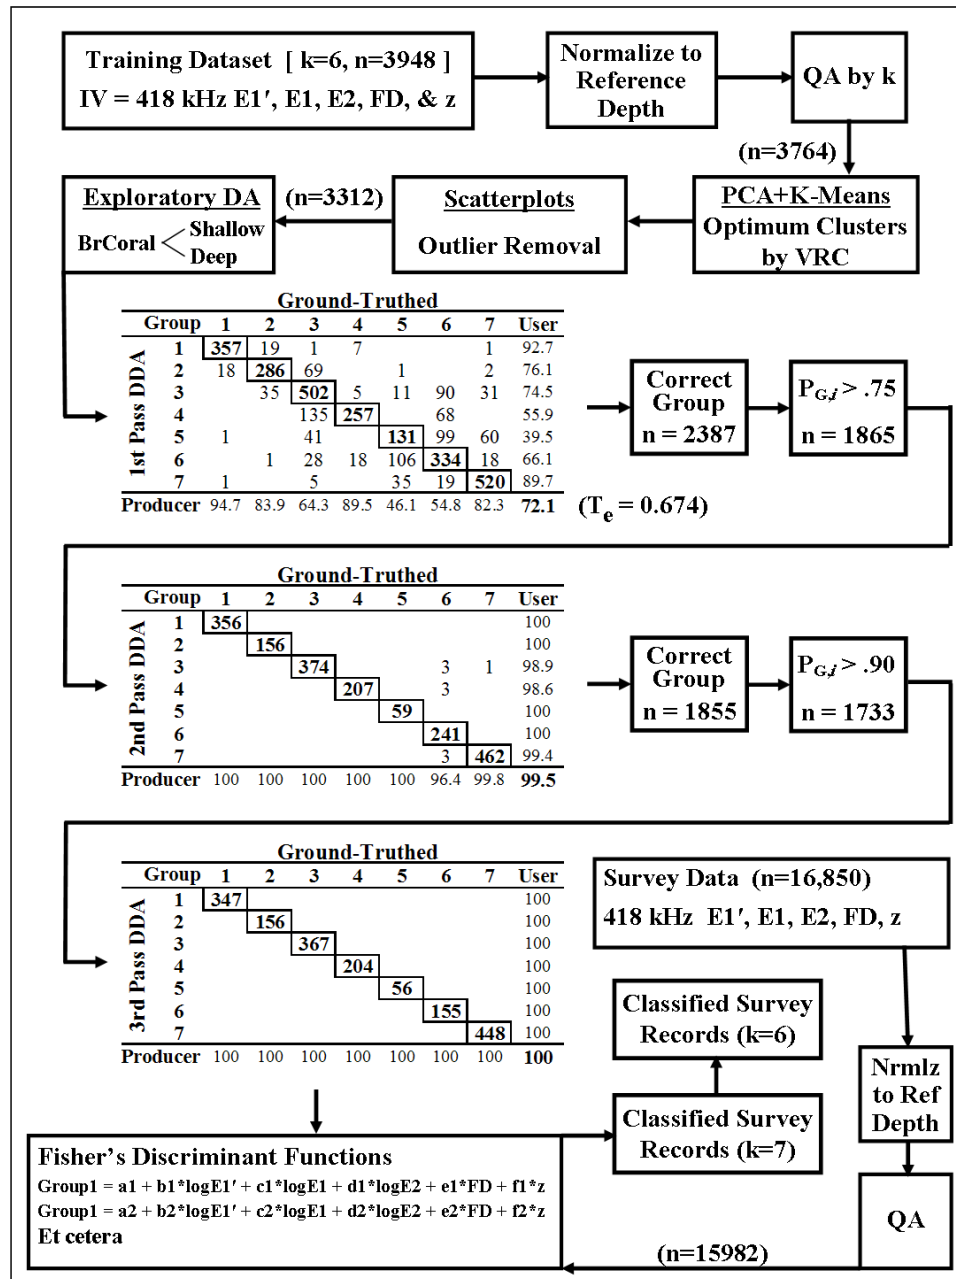 Training Dataset [ k=6, n=3948 ]
IV = 418 kHz E1′, E1, E2, FD, & z
Normalize to
Reference
Depth
QA by k
(n=3764)
PCA+K-Means
Optimum Clusters
by VRC
Scatterplots
Outlier Removal
(n=3312)
Exploratory DA
BrCoral < Shallow
Deep
Ground-Truthed
Group 1 2 3 4 5 6 7 User
1st Pass DDA
1 357 19 1 7 1 92.7
2 18 286 69 1 2 76.1
3 35 502 5 11 90 31 74.5
4 135 257 68 55.9
5 1 41 131 99 60 39.5
6 1 28 18 106 334 18 66.1
7 1 5 35 19 520 89.7
Producer 94.7 83.9 64.3 89.5 46.1 54.8 82.3 72.1
(Te = 0.674)
Correct
Group
n = 2387
PG,i > .75
n = 1865
Ground-Truthed
Group 1 2 3 4 5 6 7 User
2nd Pass DDA
1 356 100
2 156 100
3 374 3 1 98.9
4 207 3 98.6
5 59 100
6 241 100
7 3 462 99.4
Producer 100 100 100 100 100 96.4 99.8 99.5
Correct
Group
n = 1855
PG,i > .90
n = 1733
Ground-Truthed
Group 1 2 3 4 5 6 7 User
3rd Pass DDA
1 347 100
2 156 100
3 367 100
4 204 100
5 56 100
6 155 100
7 448 100
Producer 100 100 100 100 100 100 100 100
Survey Data (n=16,850)
418 kHz E1′, E1, E2, FD, z
Nrmlz
to Ref
Depth
QA
(n=15982)
Classified Survey
Records (k=6)
Classified Survey
Records (k=7)
Fisher's Discriminant Functions
Group1 = a1 + b1*logE1′ + c1*logE1 + d1*logE2 + e1*FD + f1*z
Group1 = a2 + b2*logE1′ + c2*logE1 + d2*logE2 + e2*FD + f2*z
Et cetera